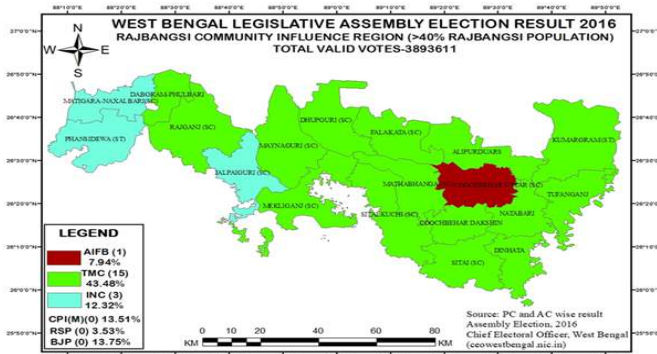 WEST BENGAL LEGISLATIVE ASSEMBLY ELECTION RESULT 2016
RAJBANGSI COMMUNITY INFLUENCE REGION (>40% RAJBANGSI POPULATION)
TOTAL VALID VOTES-3893611
N
W E
S
DABGRAM-PHULBARI
MATIGARA-NAXALBARI(SC)
PHANSIDEWA (ST)
RAJGANJ (SC)
JALPAIGURI (SC)
MAYNAGURI (SC)
DHUPGURI (SC)
FALAKATA (SC)
ALIPURDUARS
KUMARGRAM (ST)
MEKLIGANJ (SC)
MATHABHANGA
TAR (SC)
TUFANGANJ
NATABARI
SITALKUCHI (SC)
COOCHBEHAR DAKSHIN
DINHATA
SITAI (SC)
LEGEND
AIFB (1)
7.94%
TMC (15)
43.48%
INC (3)
12.32%
CPI(M)(0) 13.51%
RSP (0) 3.53%
BJP (0) 13.75%
0 10 20 40 60 80
KM KM
Source: PC and AC wise result
Assembly Election, 2016
Chief Electoral Officer, West Bengal
(ceowestbengal.nic.in)